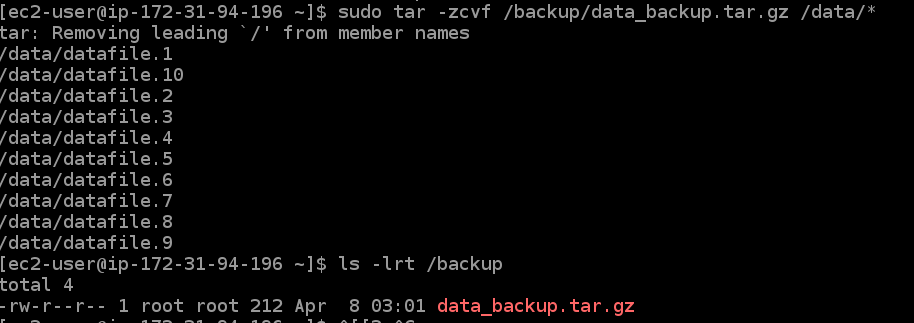 [ec2-user@ip-172-31-94-196 ~]$ sudo tar -zcvf /backup/data_backup.tar.gz /data/*
tar: Removing leading `/' from member names
/data/datafile.1
/data/datafile.10
/data/datafile.2
/data/datafile.3
/data/datafile.4
/data/datafile.5
/data/datafile.6
/data/datafile.7
/data/datafile.8
/data/datafile.9
[ec2-user@ip-172-31-94-196 ~]$ ls -lrt /backup
total 4
-rw-r--r-- 1 root root 212 Apr  8 03:01 data_backup.tar.gz